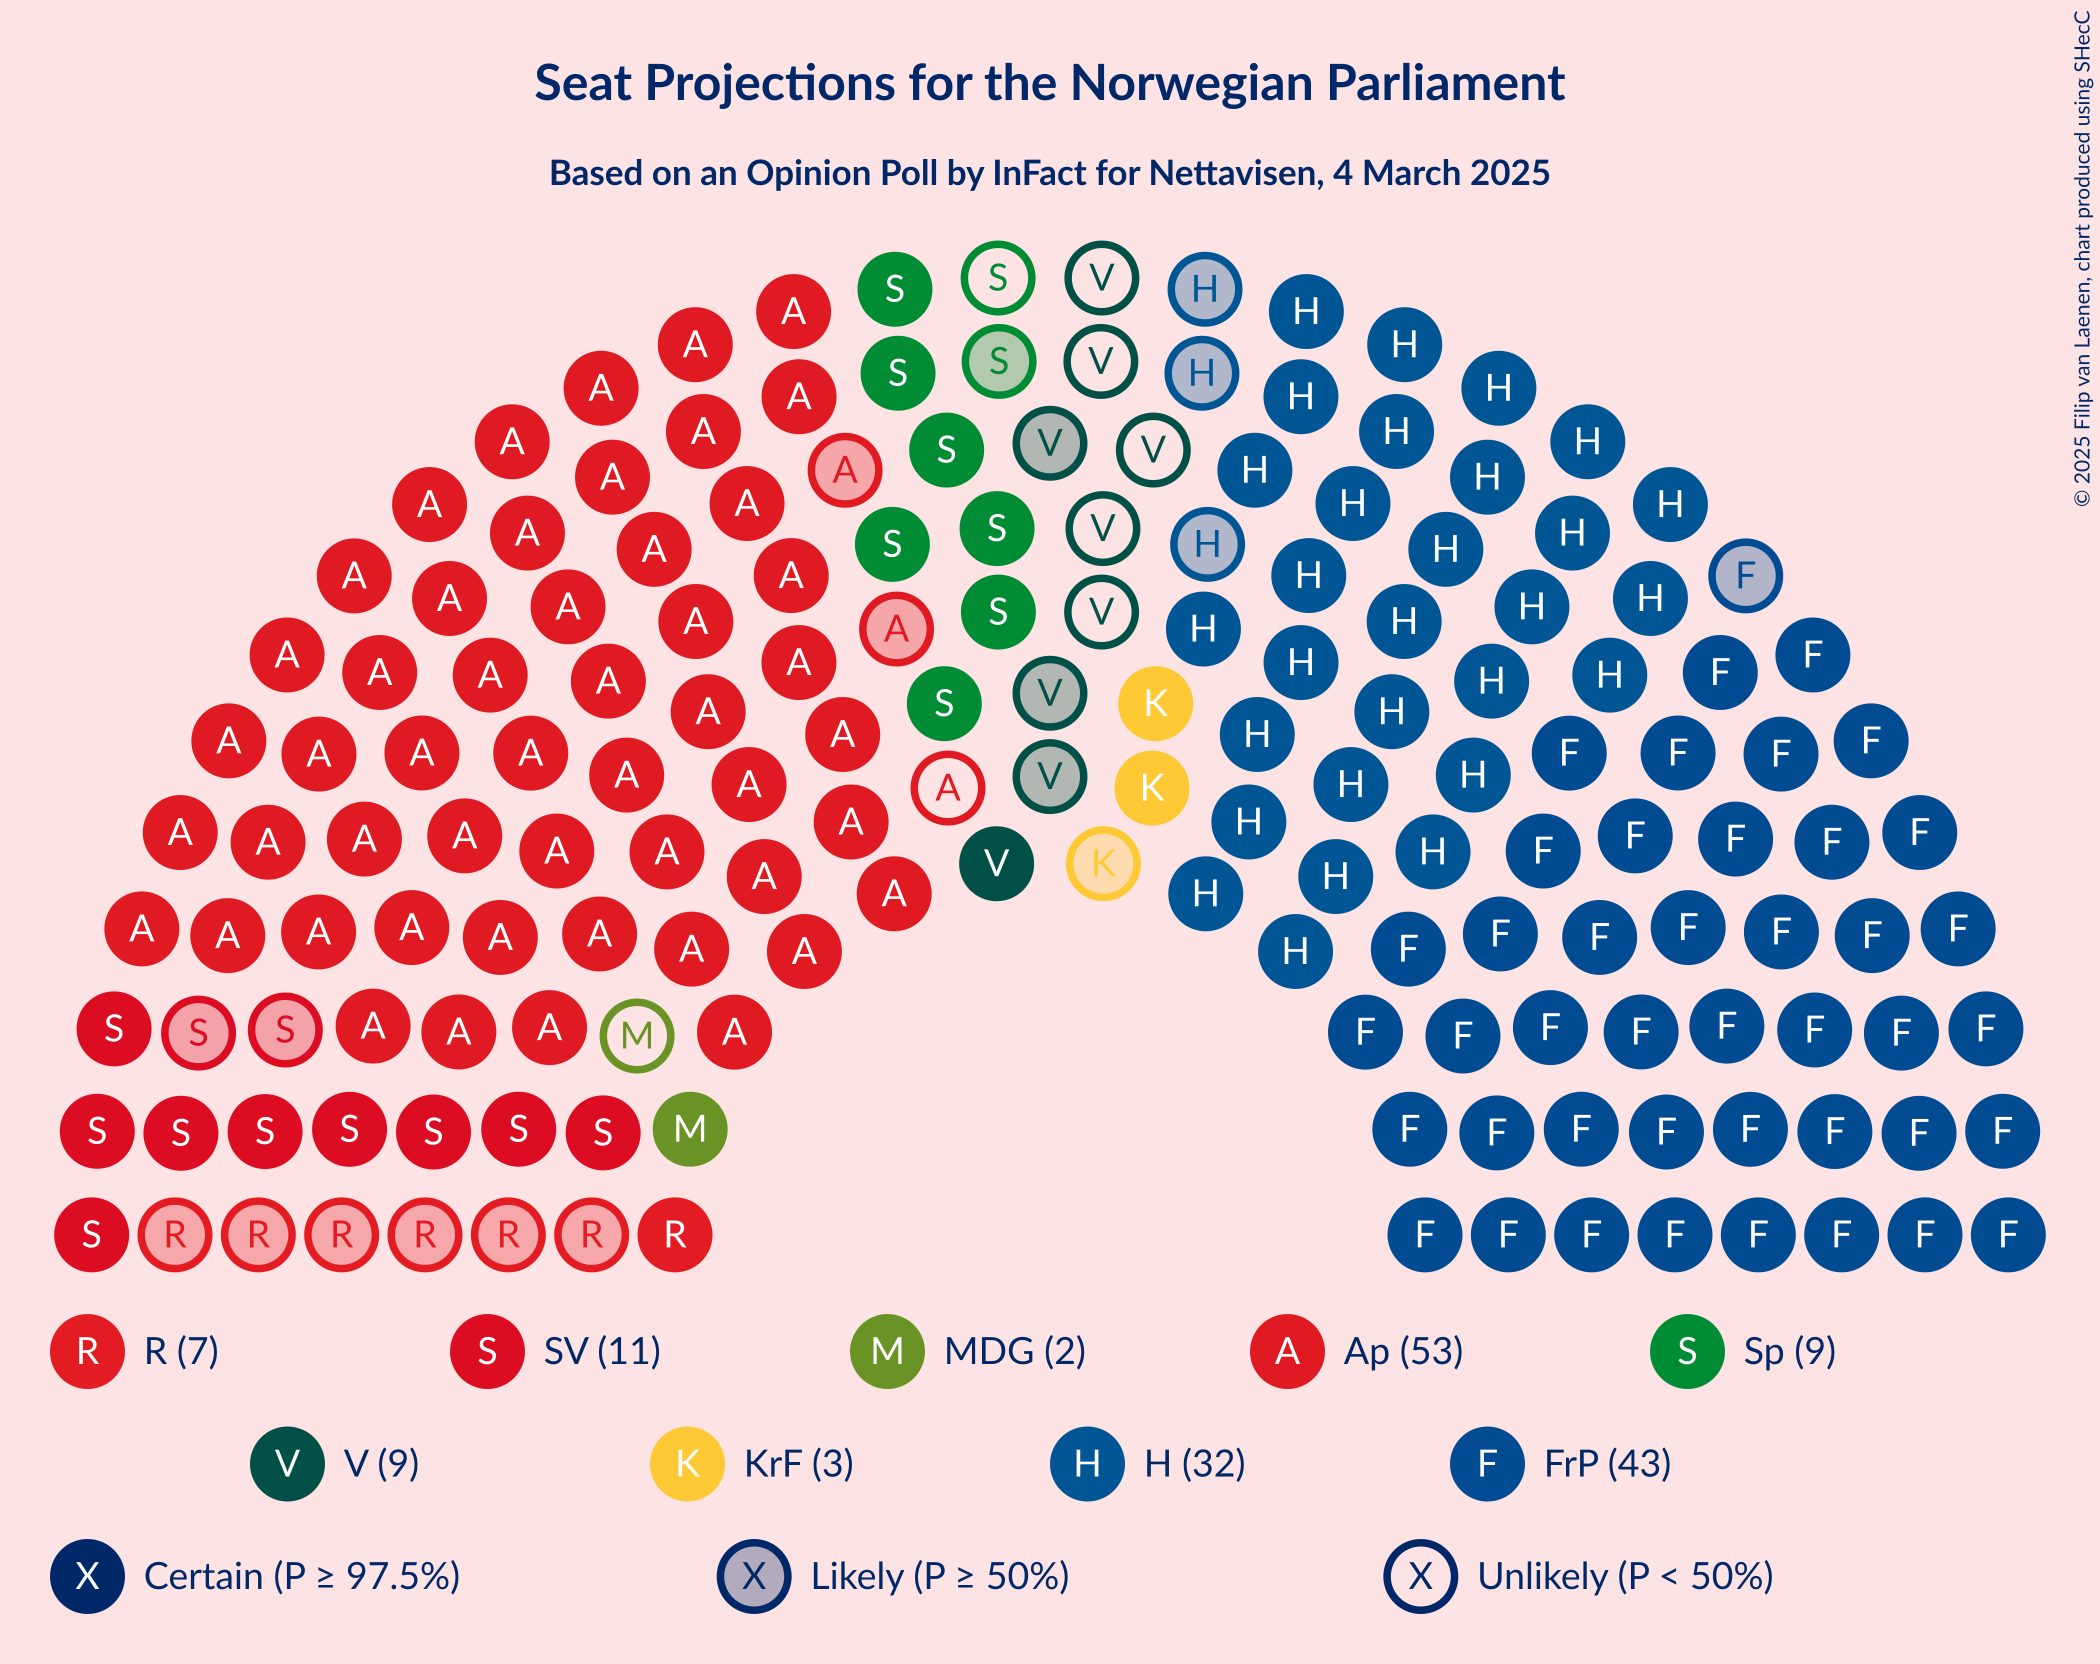 Seat Projections for the Norwegian Parliament
Based on an Opinion Poll by InFact for Nettavisen, 4 March 2025
© 2025 Filip van Laenen, chart produced using SHecC
S S V H
A A H H
S S V H
A A H H
A A H H
S V V
A A A H H H
A A A H H H
A S S V H H
A A A H H H
A A A H H F
A A S V H H H
A A A H H H
A A A S V K H H F F
A A A A A H H F F F F
A A A A V K H H F F F
A A A A A A A A V K H H H F F F F F
A A A A A A A A H F F F F F F F
S S S A A A M A F F F F F F F F
S S S S S S S M F F F F F F F F
S R R R R R R R F F F F F F F F
R R (7) S SV (11) M MDG (2) A Ap (53) S Sp (9)
V V (9) K KrF (3) H H (32) F FrP (43)
X Certain (P ≥ 97.5%) X Likely (P ≥ 50%) X Unlikely (P < 50%)